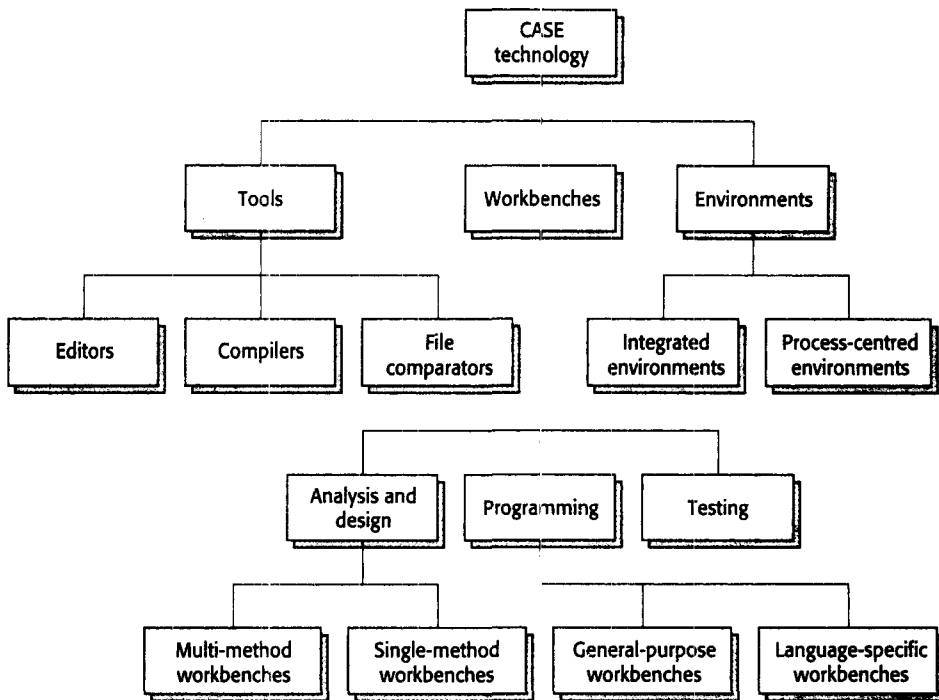 CASE
technology
Tools
Workbenches
Environments
Editors
Compilers
File
comparators
Integrated
environments
Process-centred
environments
Analysis and
design
Programming
Testing
Multi-method
workbenches
Single-method
workbenches
General-purpose
workbenches
Language-specific
workbenches